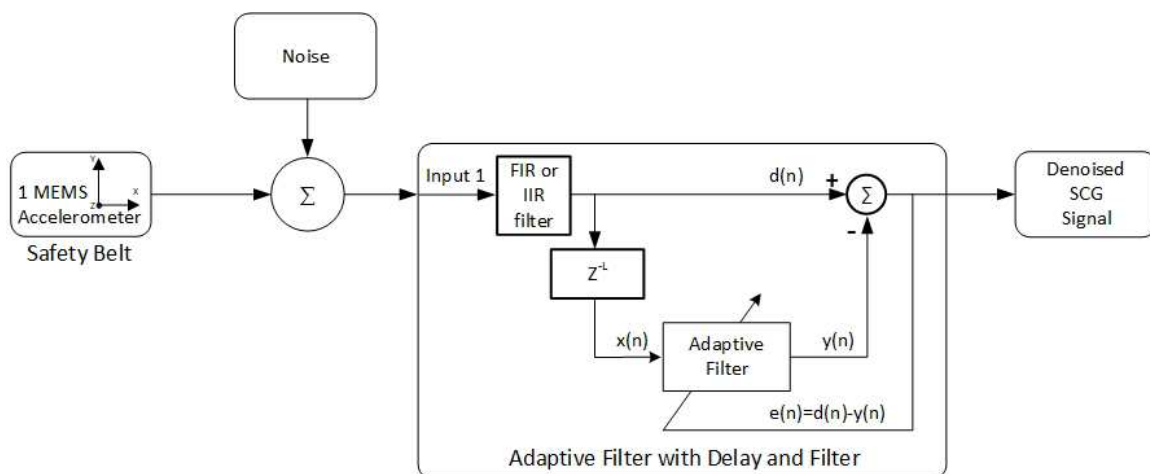 Noise
1 MEMS
Accelerometer
Y
X
Z
Safety Belt
Σ
Input 1
FIR or
IIR
filter
d(n)
+
Σ
-
Denoised
SCG
Signal
Z^-L
x(n)
Adaptive
Filter
y(n)
e(n)=d(n)-y(n)
Adaptive Filter with Delay and Filter